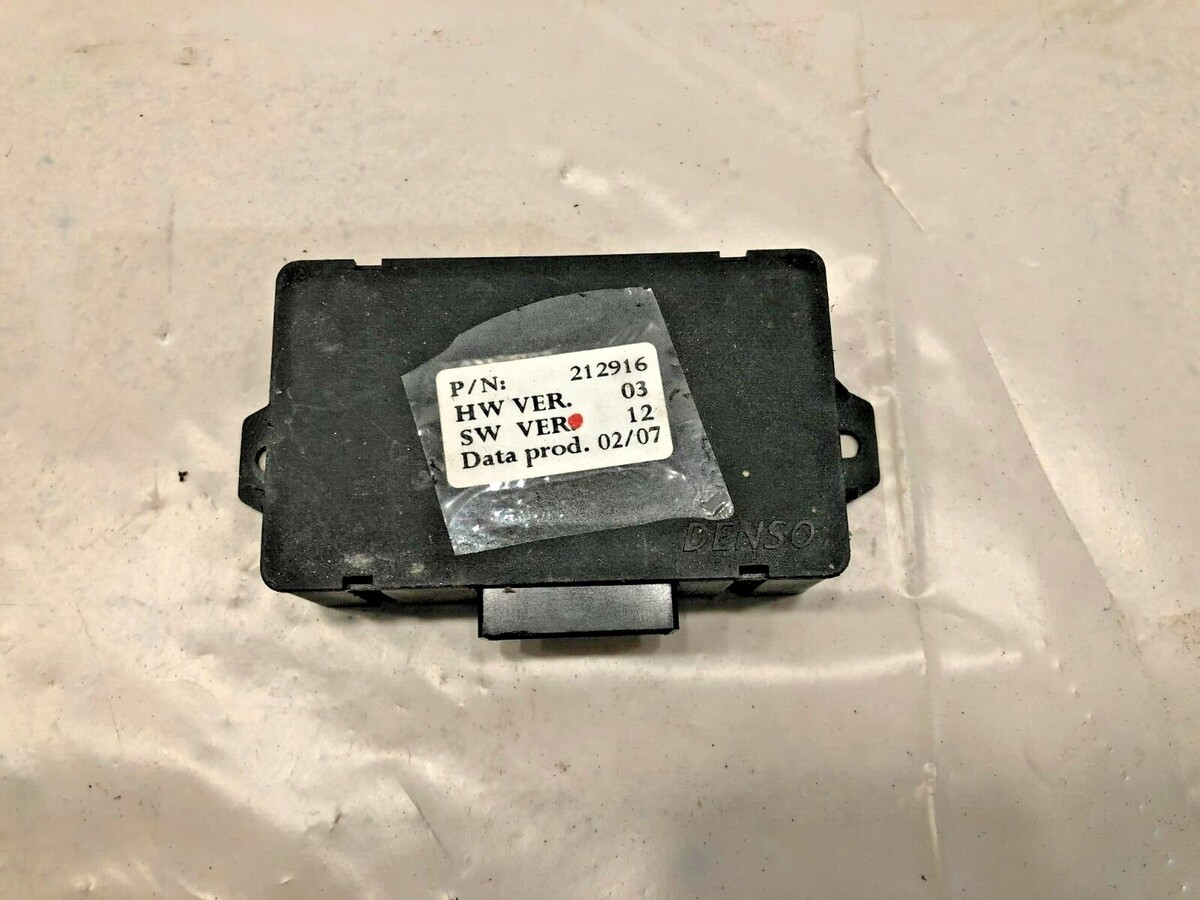 P/N: 212916
HW VER. 03
SW VER. 12
Data prod. 02/07
DENSO